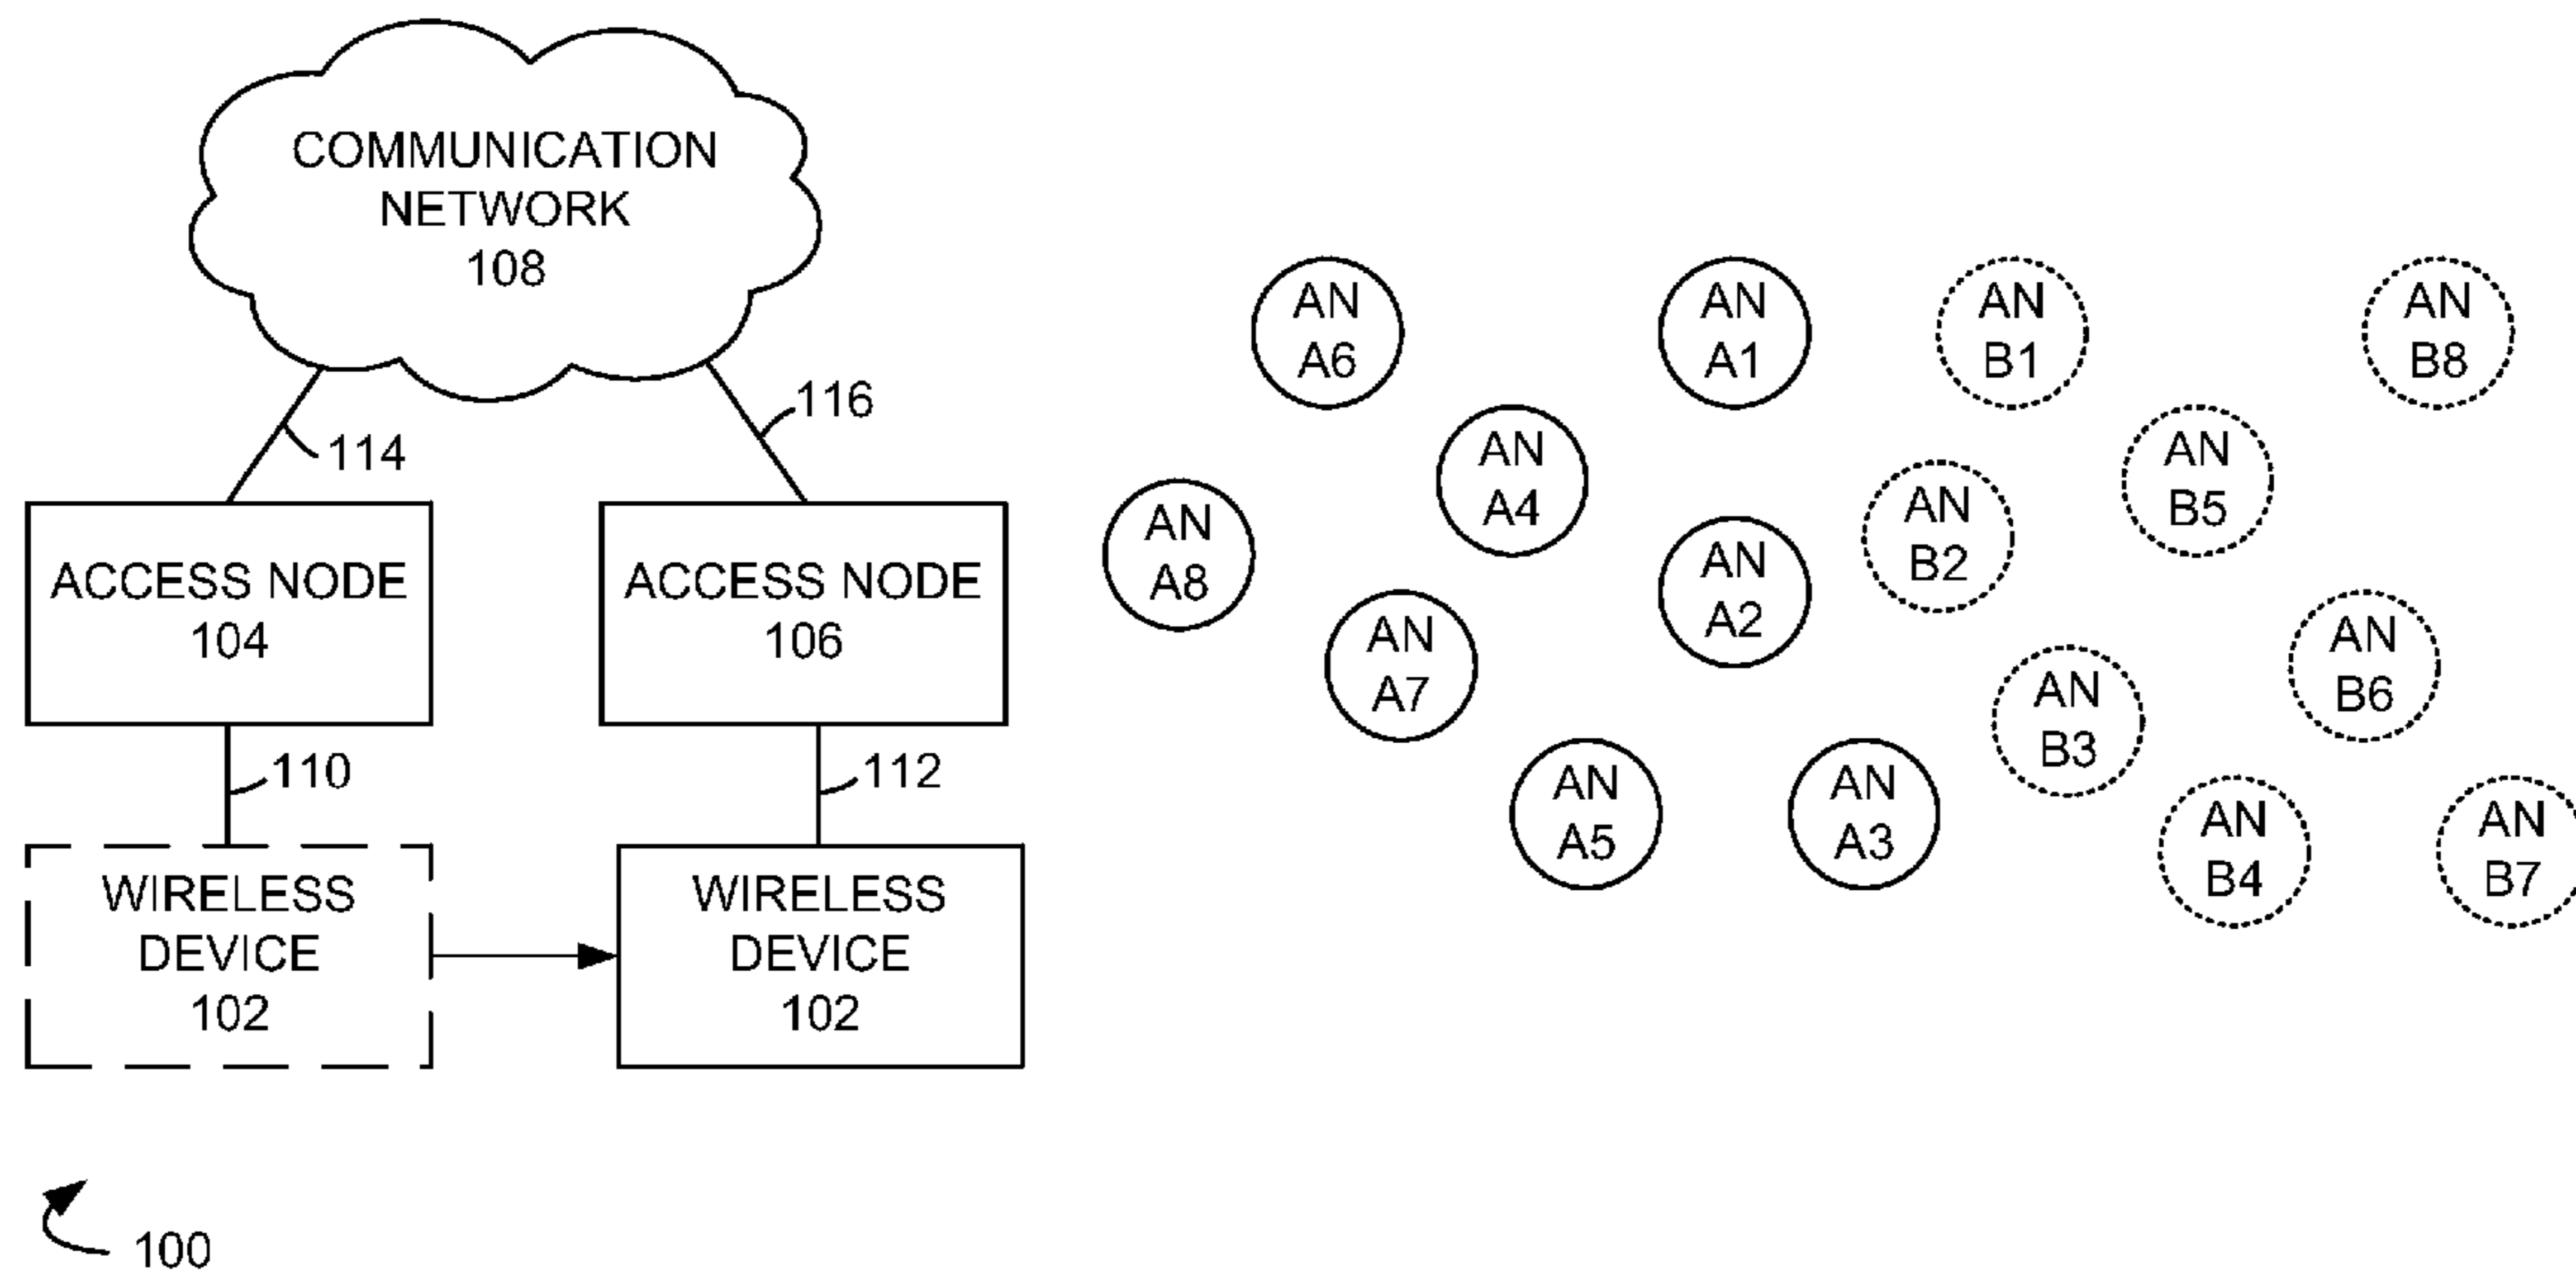 COMMUNICATION
NETWORK
108
114
116
ACCESS NODE
104
ACCESS NODE
106
110
112
WIRELESS
DEVICE
102
WIRELESS
DEVICE
102
100
AN
A6
AN
A1
AN
B1
AN
B8
AN
A4
AN
B5
AN
A8
AN
B2
AN
A2
AN
A7
AN
B6
AN
B3
AN
A5
AN
A3
AN
B4
AN
B7